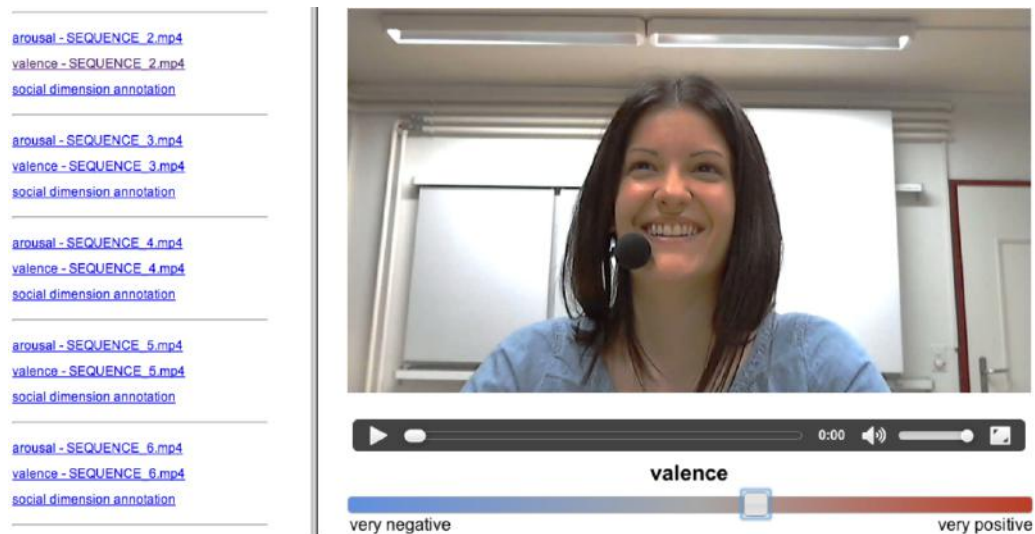 arousal - SEQUENCE_2.mp4
valence - SEQUENCE_2.mp4
social dimension annotation
arousal - SEQUENCE_3.mp4
valence - SEQUENCE_3.mp4
social dimension annotation
arousal - SEQUENCE_4.mp4
valence - SEQUENCE_4.mp4
social dimension annotation
arousal - SEQUENCE_5.mp4
valence - SEQUENCE_5.mp4
social dimension annotation
arousal - SEQUENCE_6.mp4
valence - SEQUENCE_6.mp4
social dimension annotation
0:00
valence
very negative very positive